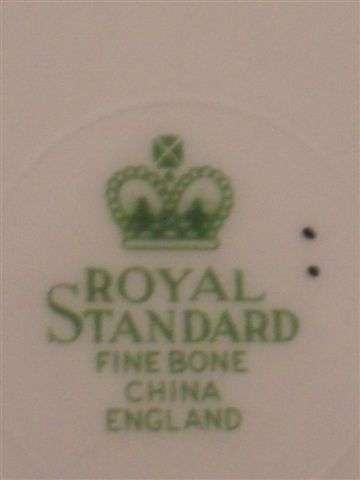 ROYAL
STANDARD
FINE BONE
CHINA
ENGLAND